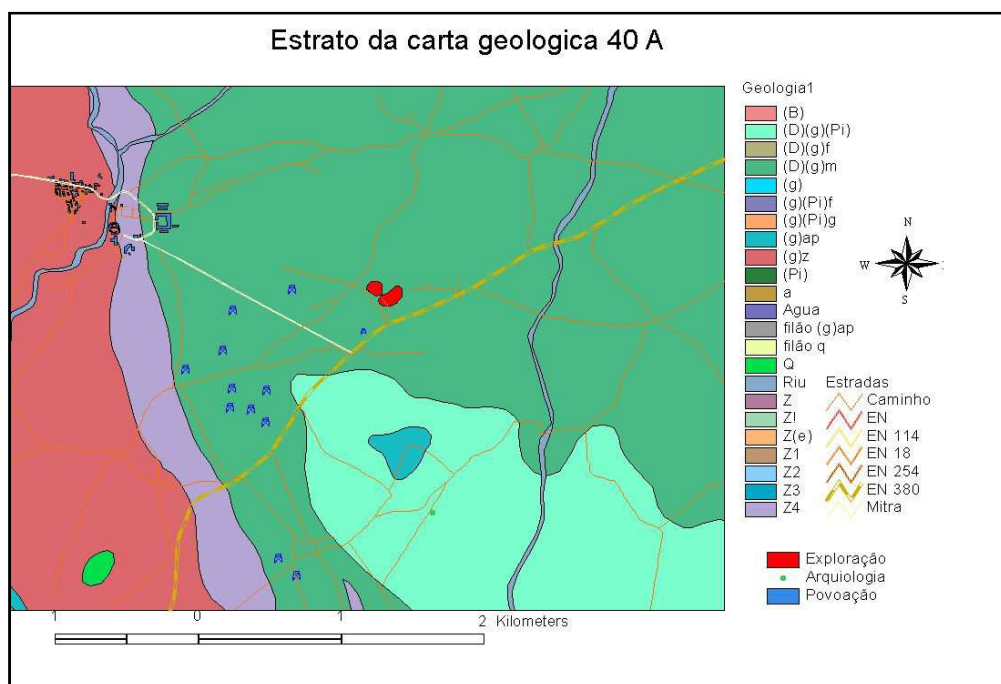 Estrato da carta geologica 40 A
Geologia1
(B)
(D)(g)(Pi)
(D)(g)f
(D)(g)m
(g)
(g)(Pi)f
(g)(Pi)g
(g)ap
(g)z
(Pi)
a
Agua
filão (g)ap
filão q
Q
Riu
Z
Z!
Z(e)
Z1
Z2
Z3
Z4
Estradas
Caminho
EN
EN 114
EN 18
EN 254
EN 380
Mitra
N
W
S
Exploração
Arquiologia
Povoação
1 0 1 2 Kilometers